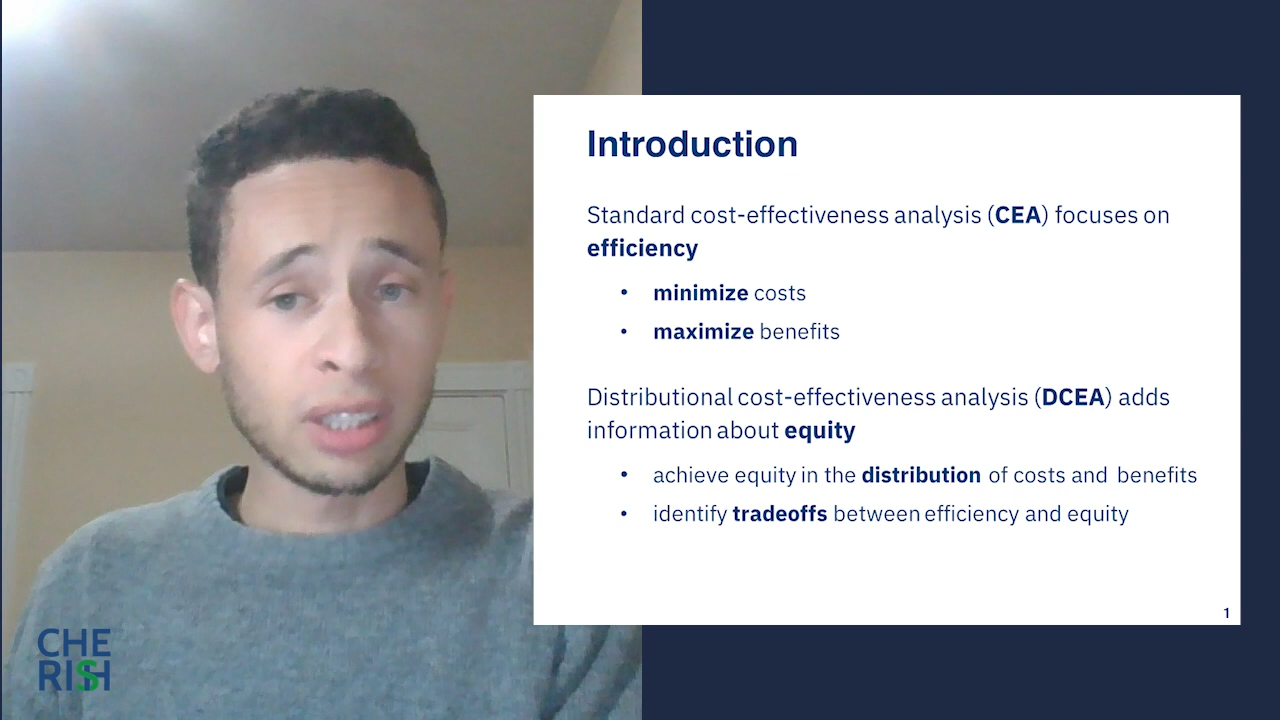 Introduction
Standard cost-effectiveness analysis (CEA) focuses on
efficiency
• minimize costs
• maximize benefits
Distributional cost-effectiveness analysis (DCEA) adds
information about equity
• achieve equity in the distribution of costs and benefits
• identify tradeoffs between efficiency and equity
1
CHE
RISH